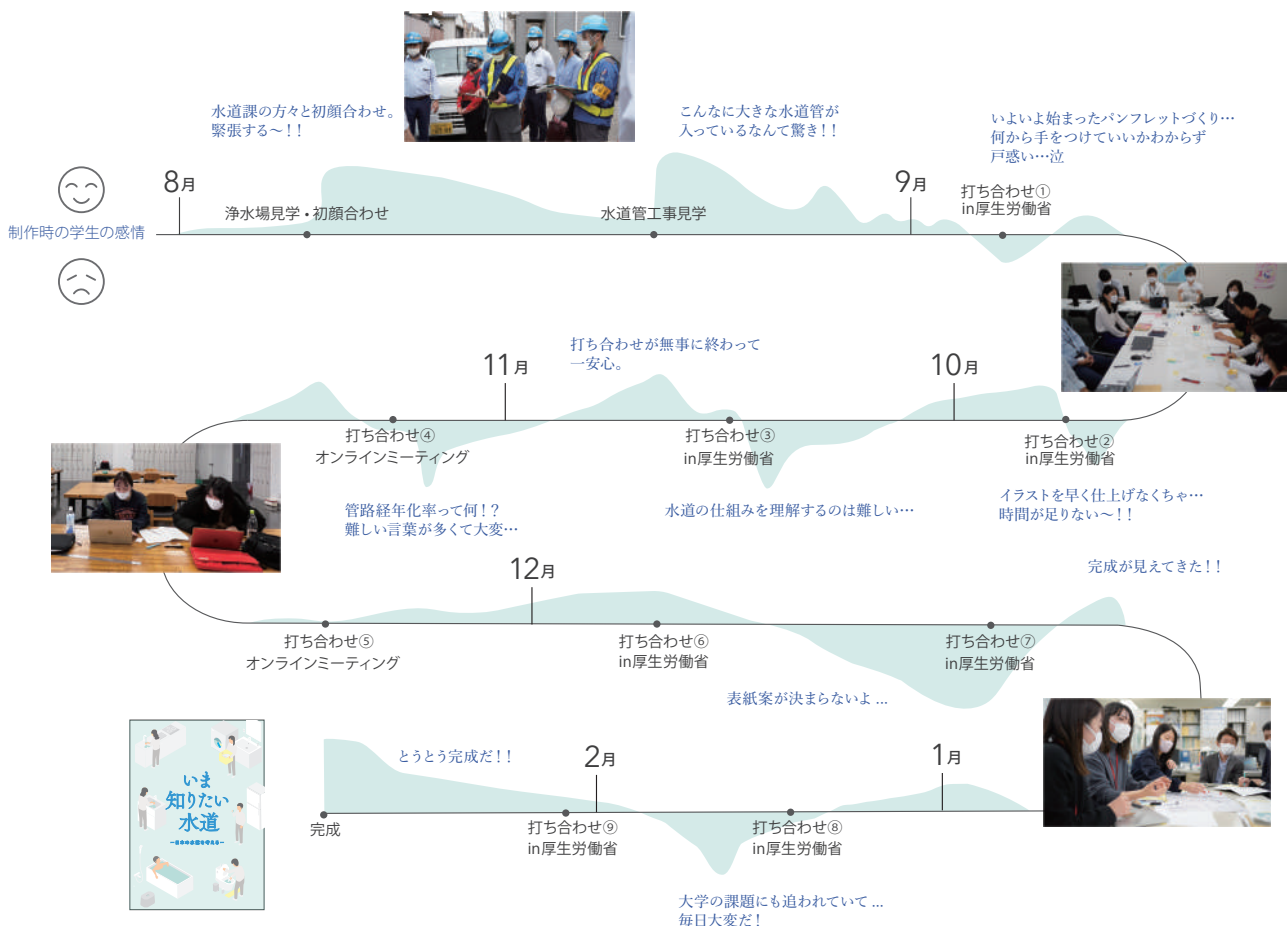 水道課の方々と初顔合わせ。
緊張する〜!!
こんなに大きな水道管が
入っているなんて驚き!!
いよいよ始まったパンフレットづくり…
何から手をつけていいかわからず
戸惑い…泣
8月
9月
制作時の学生の感情
浄水場見学・初顔合わせ
水道管工事見学
打ち合わせ①
in厚生労働省
打ち合わせが無事に終わって
一安心。
10月
11月
打ち合わせ②
in厚生労働省
打ち合わせ③
in厚生労働省
打ち合わせ④
オンラインミーティング
イラストを早く仕上げなくちゃ…
時間が足りない〜!!
水道の仕組みを理解するのは難しい…
管路経年化率って何!?
難しい言葉が多くて大変…
完成が見えてきた!!
12月
打ち合わせ⑤
オンラインミーティング
打ち合わせ⑥
in厚生労働省
打ち合わせ⑦
in厚生労働省
表紙案が決まらないよ…
1月
2月
とうとう完成だ!!
打ち合わせ⑧
in厚生労働省
打ち合わせ⑨
in厚生労働省
完成
大学の課題にも追われていて…
毎日大変だ!
いま
知りたい
水道